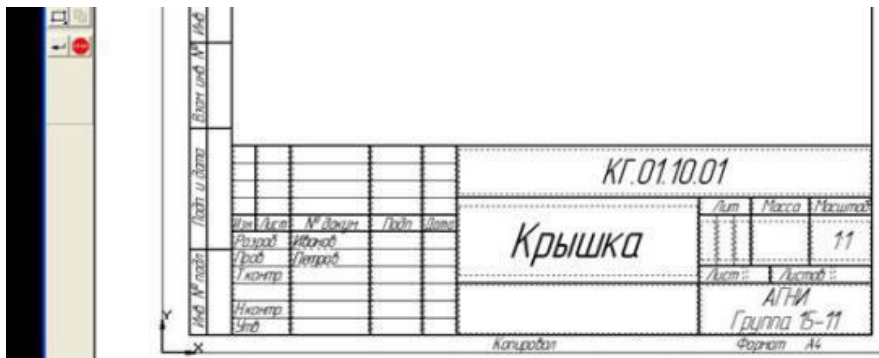 STOP
Инв
Взам инв №
Подп и дата
Инв № подл
КГ.01.10.01
Изм Лист № докум Подп Дата
Разраб Иванов
Пров Петров
Т.контр
Н.контр
Утв
Крышка
Лит Масса Масштаб
1:1
Лист Листов
АГНИ
Группа 15-11
Копировал Формат А4
Y
X